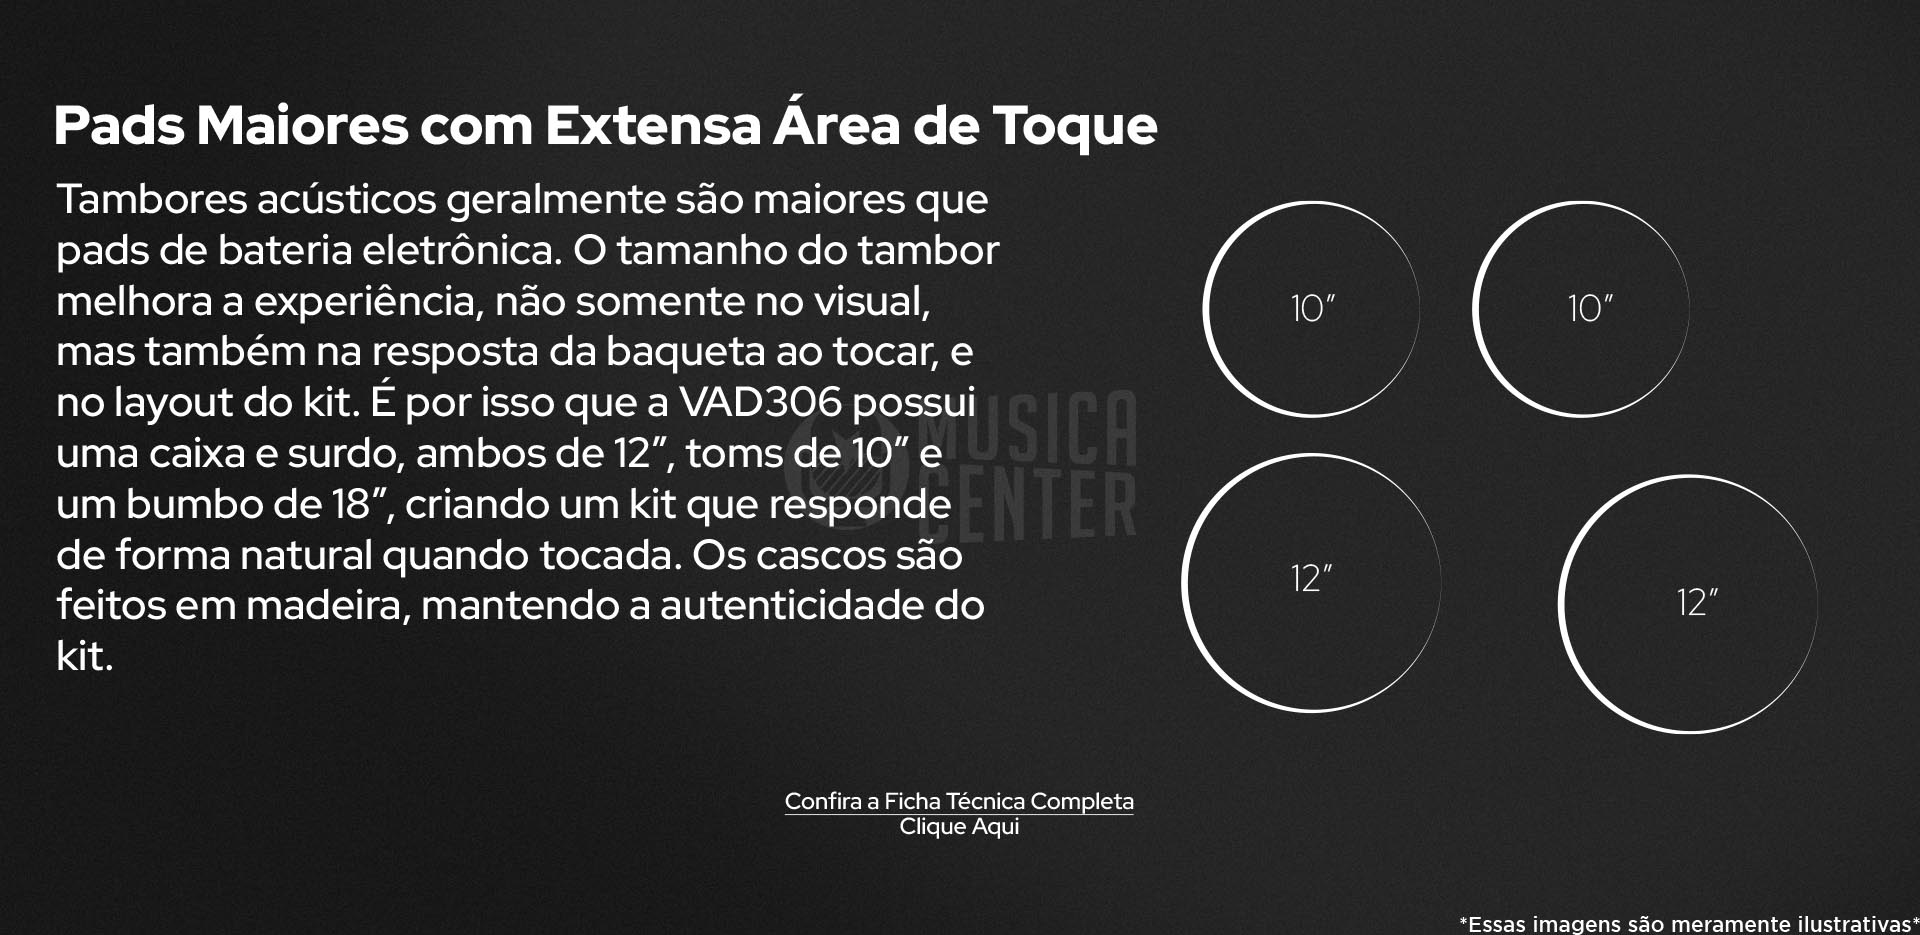 Pads Maiores com Extensa Área de Toque
Tambores acústicos geralmente são maiores que
pads de bateria eletrônica. O tamanho do tambor
melhora a experiência, não somente no visual,
mas também na resposta da baqueta ao tocar, e
no layout do kit. É por isso que a VAD306 possui
uma caixa e surdo, ambos de 12”, toms de 10” e
um bumbo de 18”, criando um kit que responde
de forma natural quando tocada. Os cascos são
feitos em madeira, mantendo a autenticidade do
kit.
MUSICA
CENTER
10”
10”
12”
12”
Confira a Ficha Técnica Completa
Clique Aqui
*Essas imagens são meramente ilustrativas*